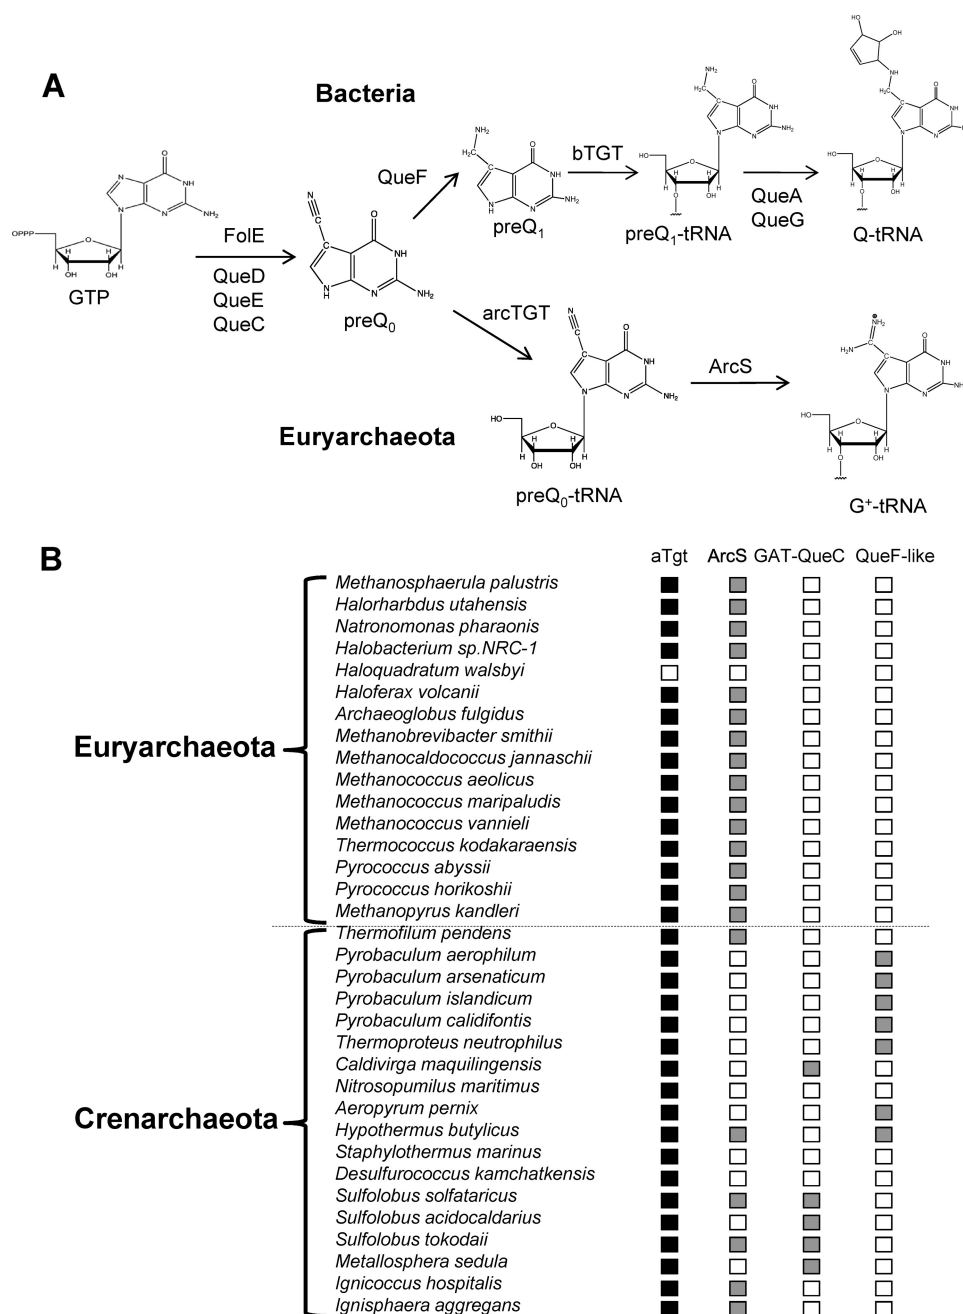 A
Bacteria
Euryarchaeota
OPPP
GTP
FolE
QueD
QueE
QueC
preQ0
QueF
preQ1
bTGT
preQ1-tRNA
QueA
QueG
Q-tRNA
arcTGT
preQ0-tRNA
ArcS
G+-tRNA
B
aTgt ArcS GAT-QueC QueF-like
Euryarchaeota
Methanosphaerula palustris
Halorharbdus utahensis
Natronomonas pharaonis
Halobacterium sp.NRC-1
Haloquadratum walsbyi
Haloferax volcanii
Archaeoglobus fulgidus
Methanobrevibacter smithii
Methanocaldococcus jannaschii
Methanococcus aeolicus
Methanococcus maripaludis
Methanococcus vannieli
Thermococcus kodakaraensis
Pyrococcus abyssii
Pyrococcus horikoshii
Methanopyrus kandleri
Crenarchaeota
Thermofilum pendens
Pyrobaculum aerophilum
Pyrobaculum arsenaticum
Pyrobaculum islandicum
Pyrobaculum calidifontis
Thermoproteus neutrophilus
Caldivirga maquilingensis
Nitrosopumilus maritimus
Aeropyrum pernix
Hypothermus butylicus
Staphylothermus marinus
Desulfurococcus kamchatkensis
Sulfolobus solfataricus
Sulfolobus acidocaldarius
Sulfolobus tokodaii
Metallosphera sedula
Ignicoccus hospitalis
Ignisphaera aggregans